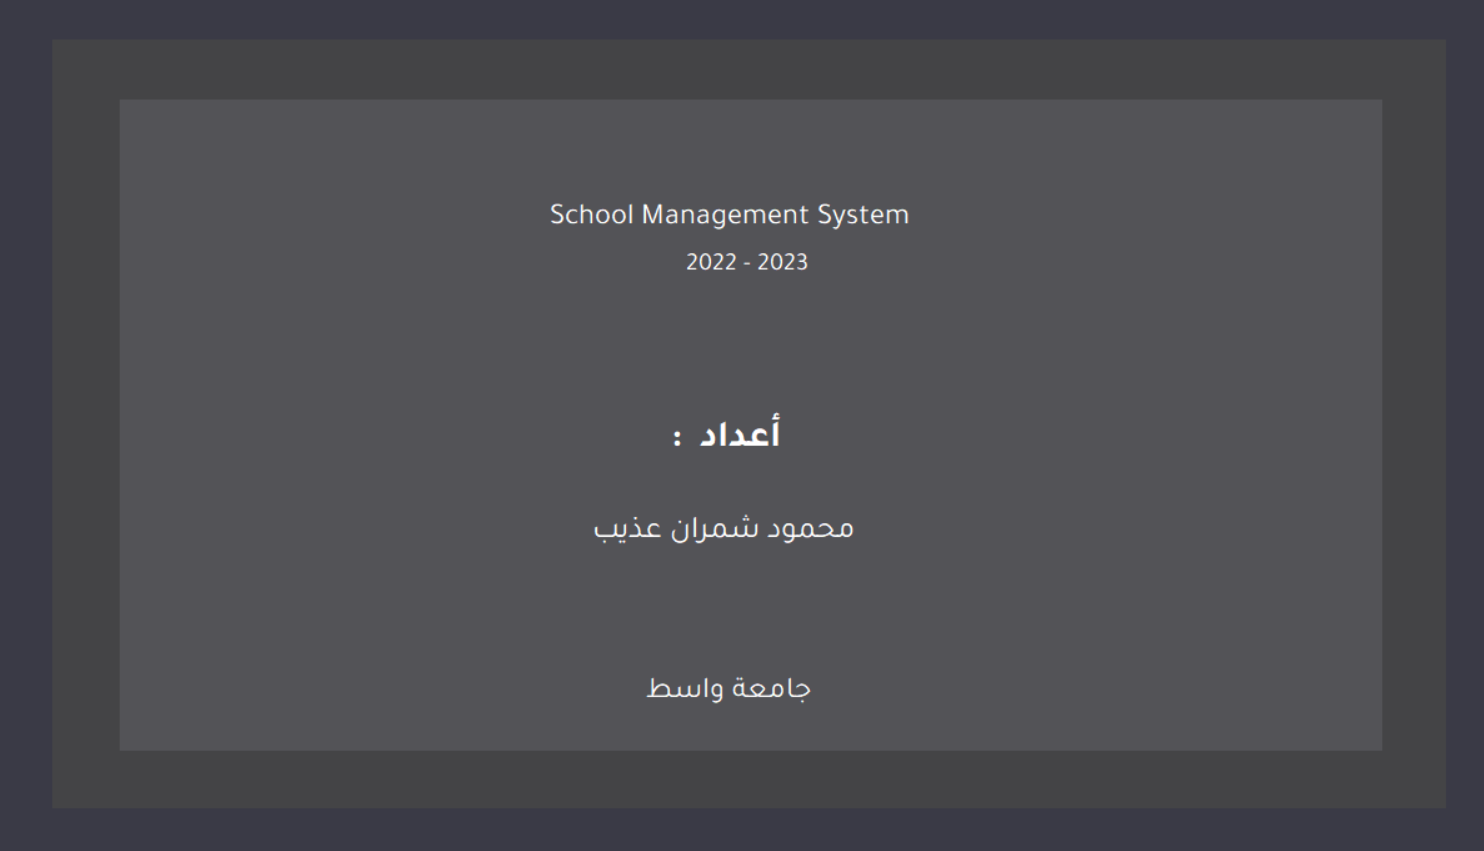 School Management System
2022 - 2023
أعداد :
محمود شمران عذيب
جامعة واسط